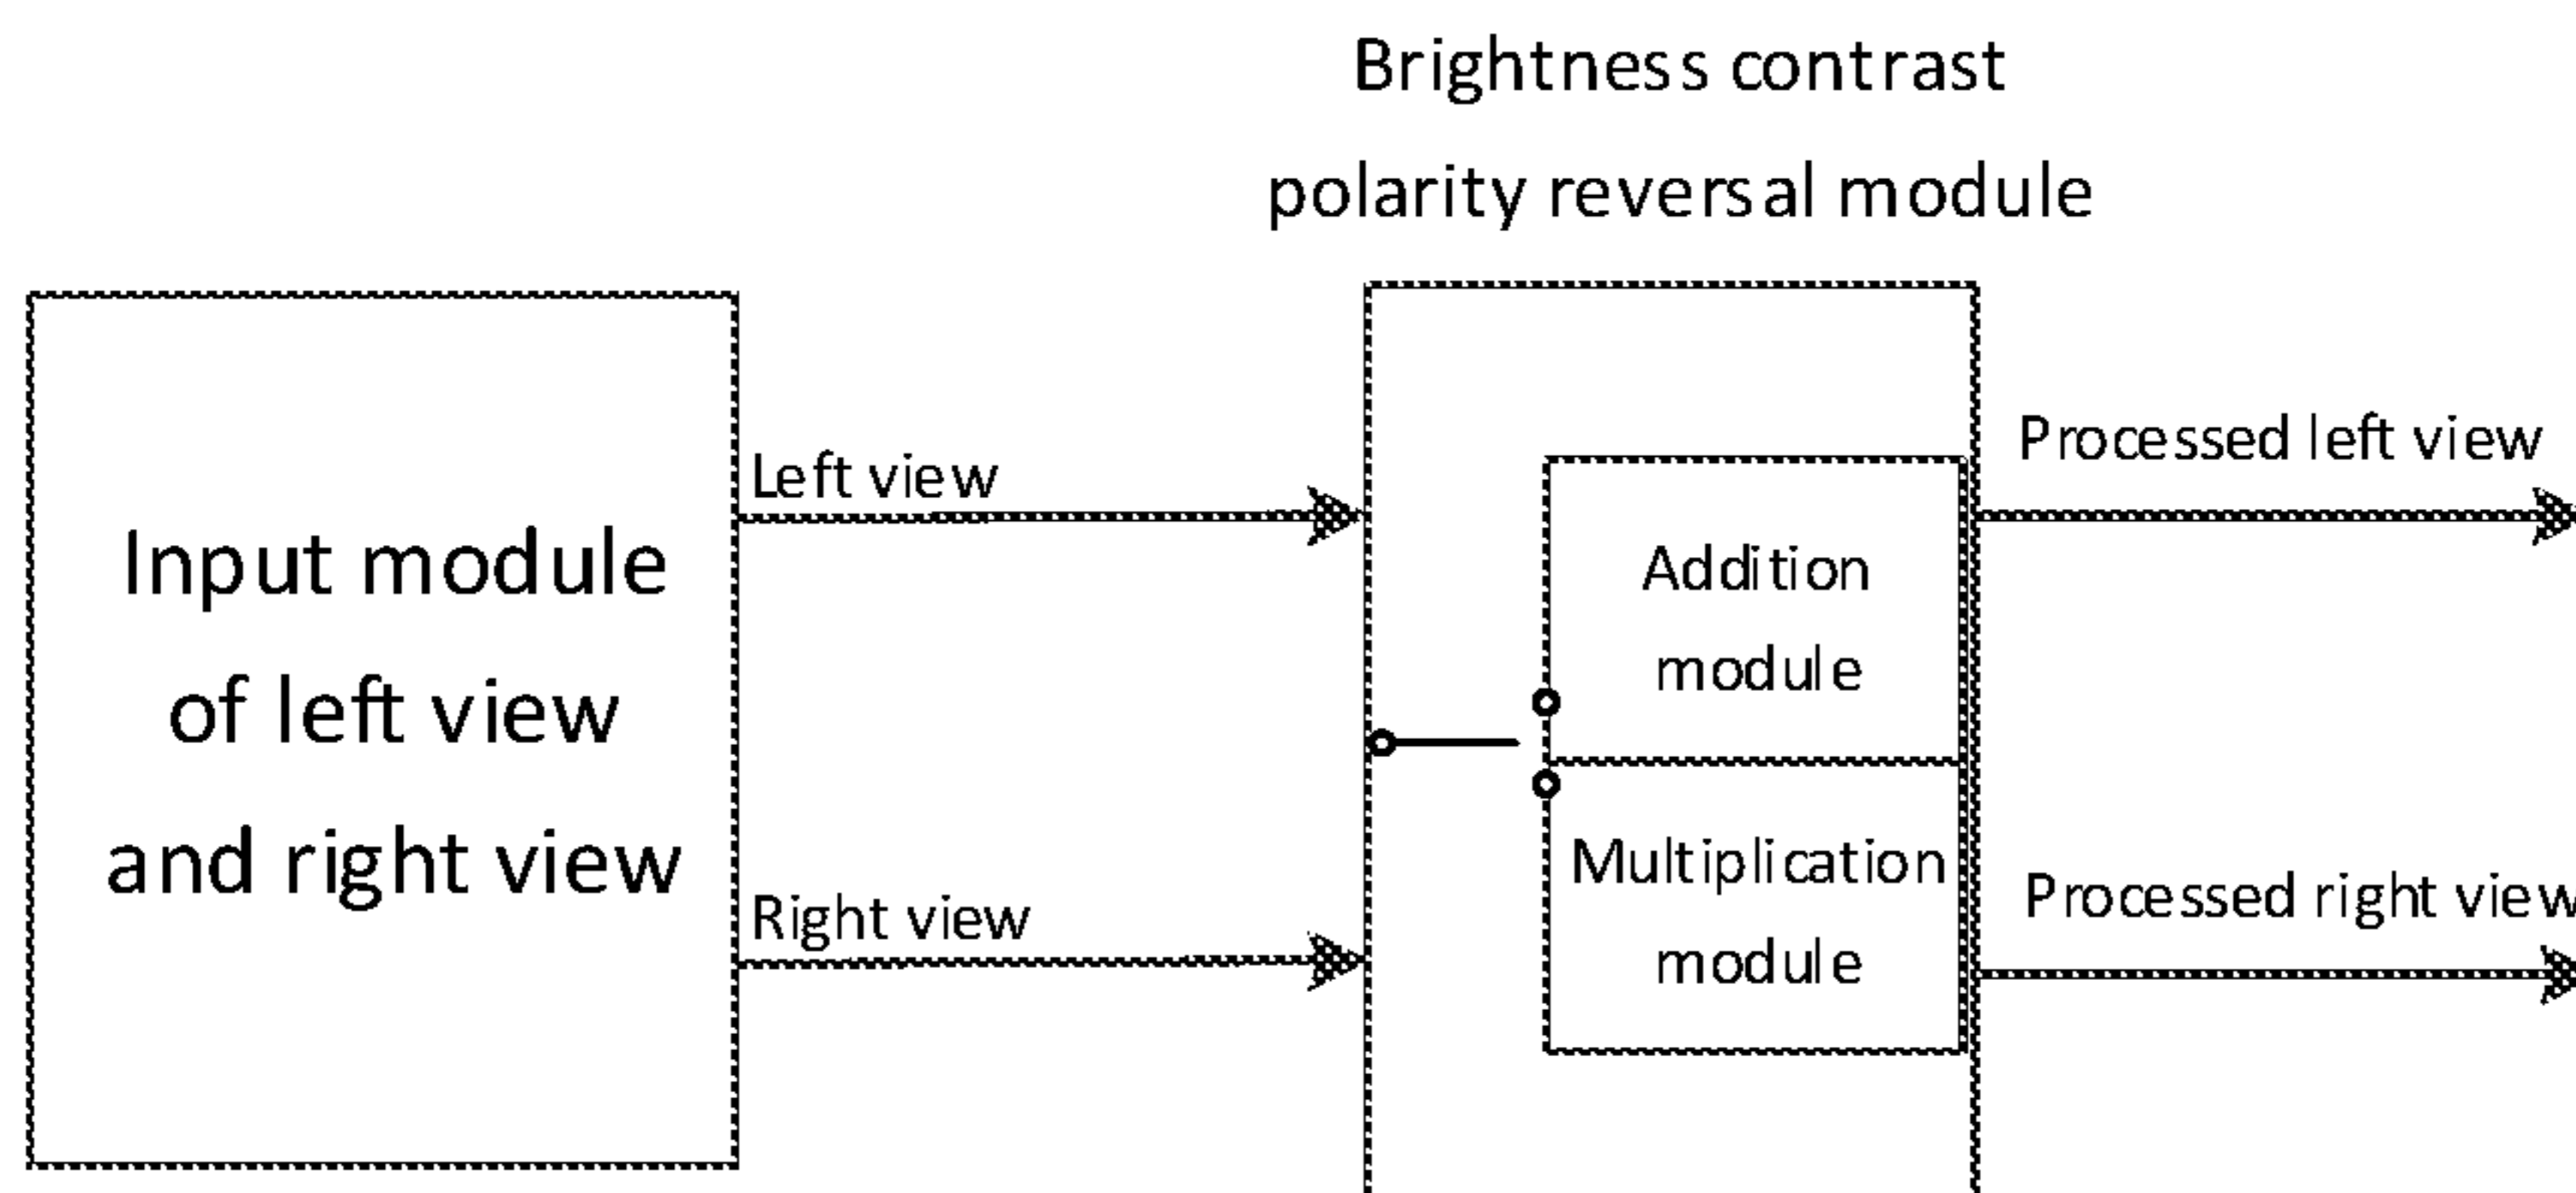 Brightness contrast
polarity reversal module
Input module
of left view
and right view
Left view
Right view
Addition
module
Multiplication
module
Processed left view
Processed right view